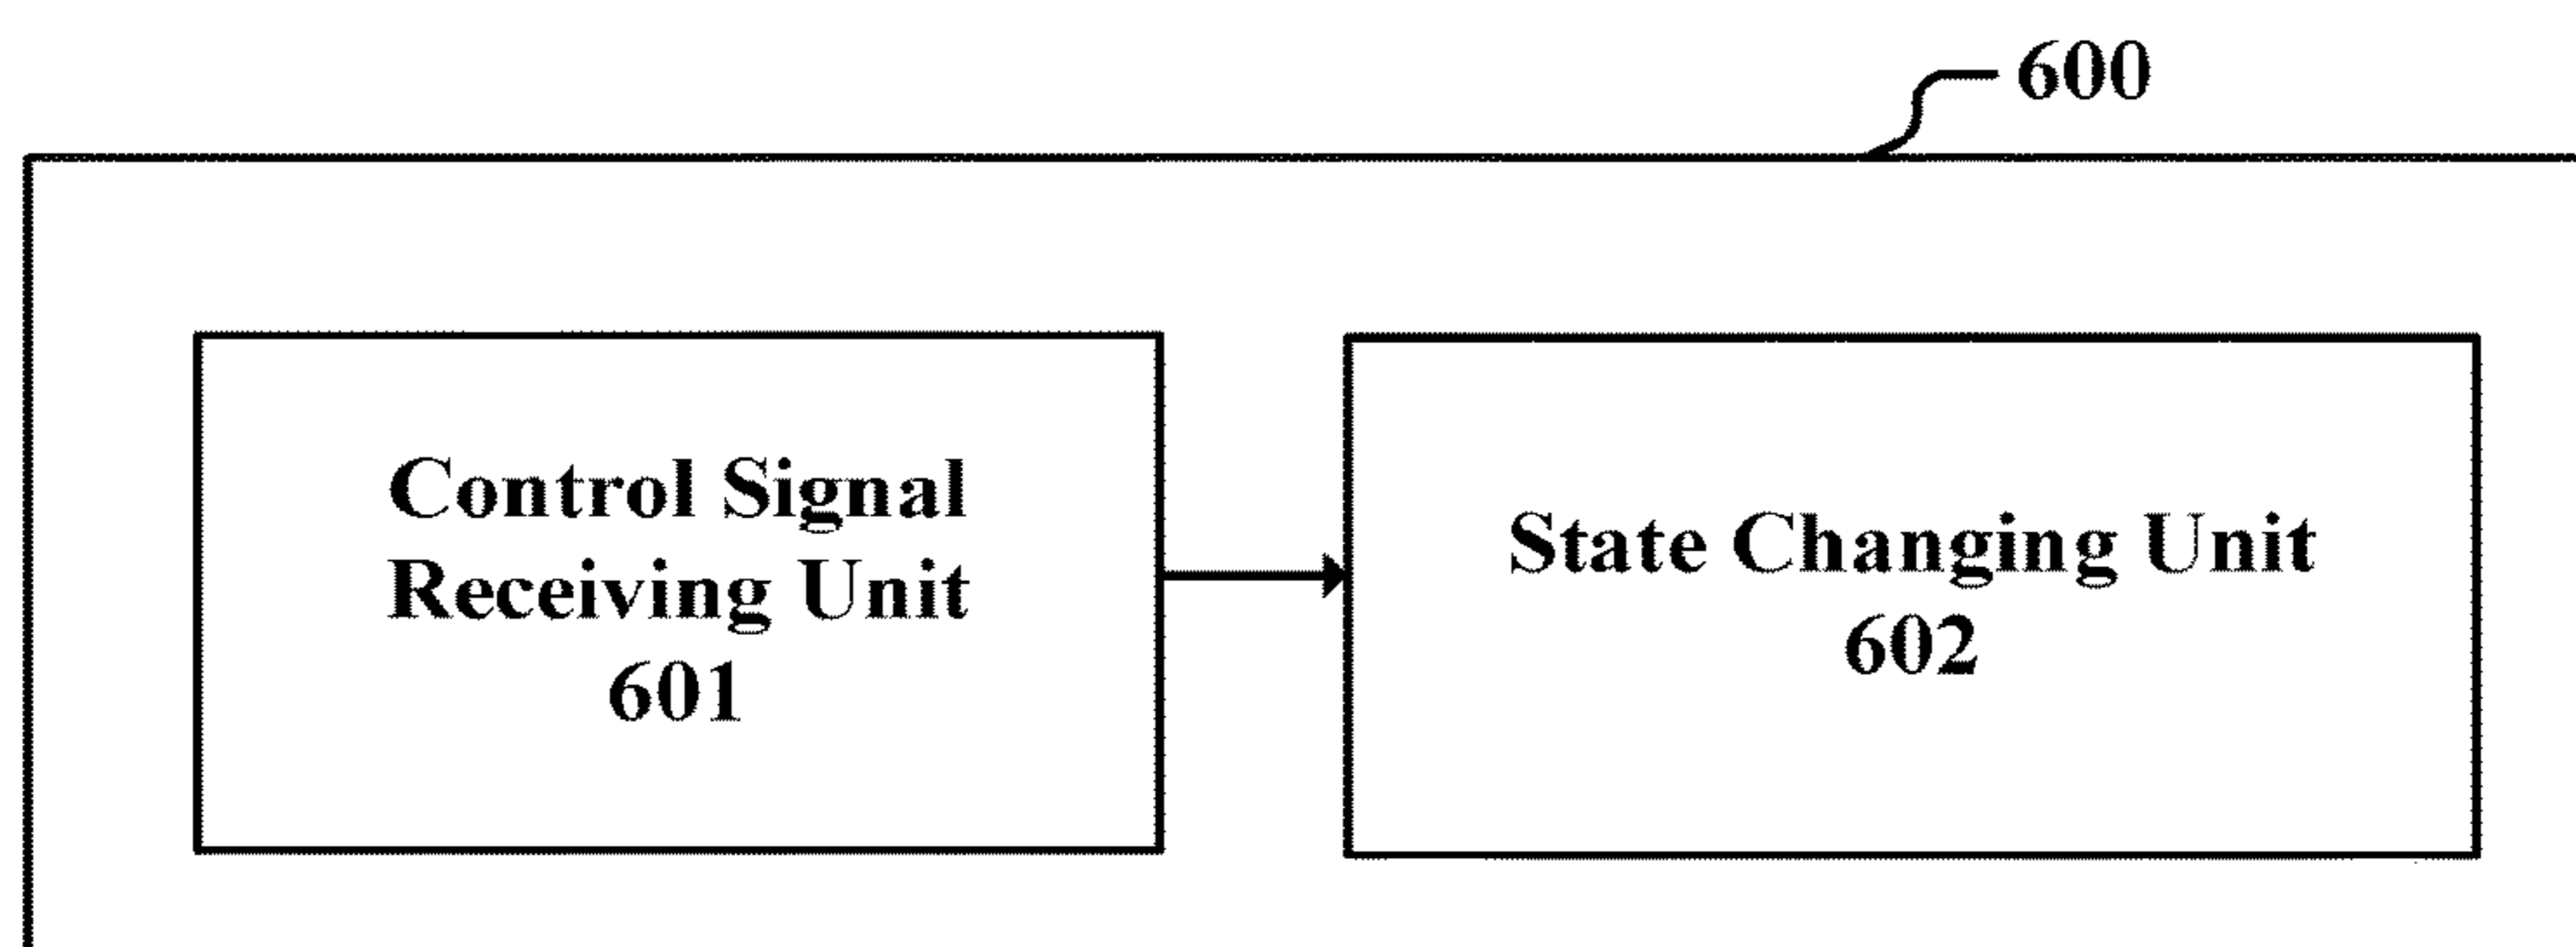 600
Control Signal
Receiving Unit
601
State Changing Unit
602